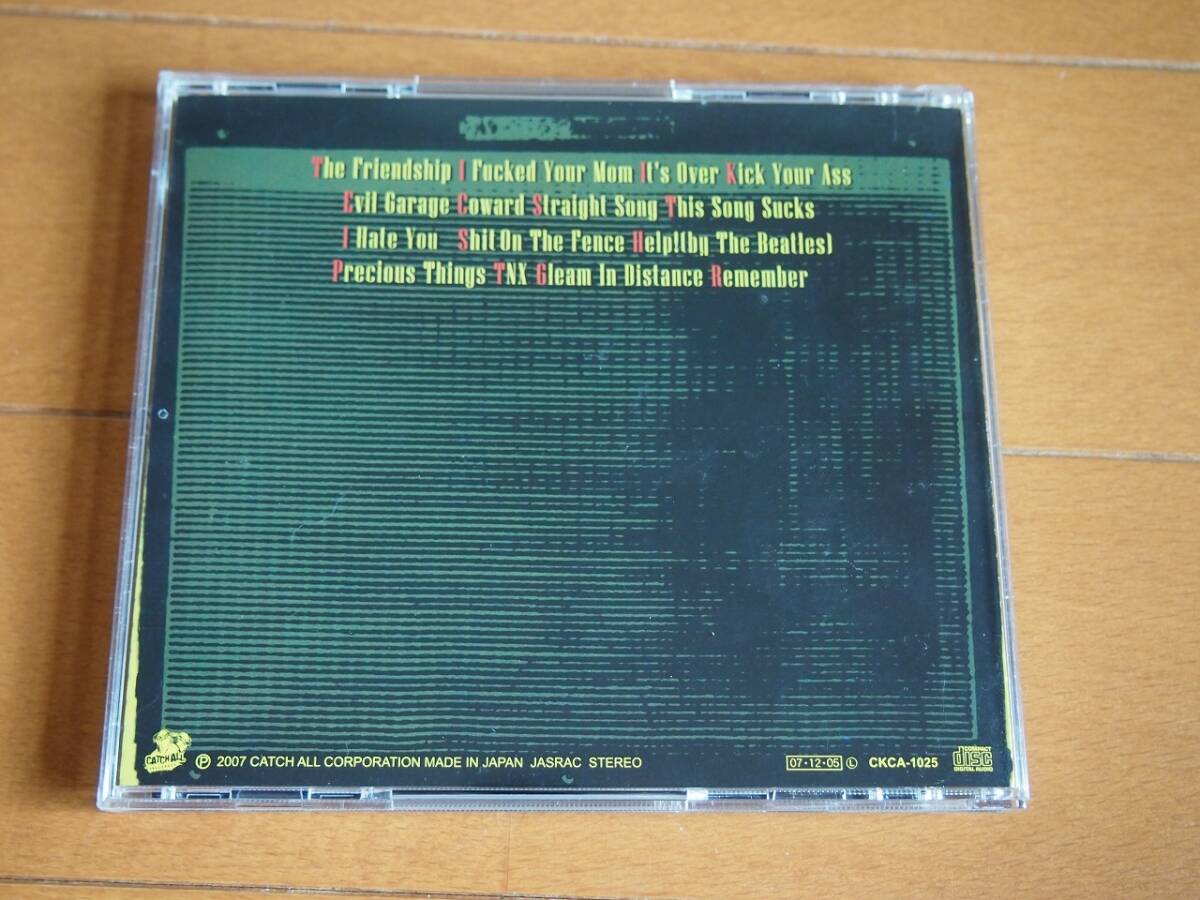 The Friendship I Fucked Your Mom It's Over Kick Your Ass
Evil Garage Coward Straight Song This Song Sucks
I Hate You Shit On The Fence Help!(by The Beatles)
Precious Things TNX Gleam In Distance Remember
CATCH ALL
Ⓟ 2007 CATCH ALL CORPORATION MADE IN JAPAN JASRAC STEREO
07・12・05 Ⓛ CKCA-1025
COMPACT
disc
DIGITAL AUDIO